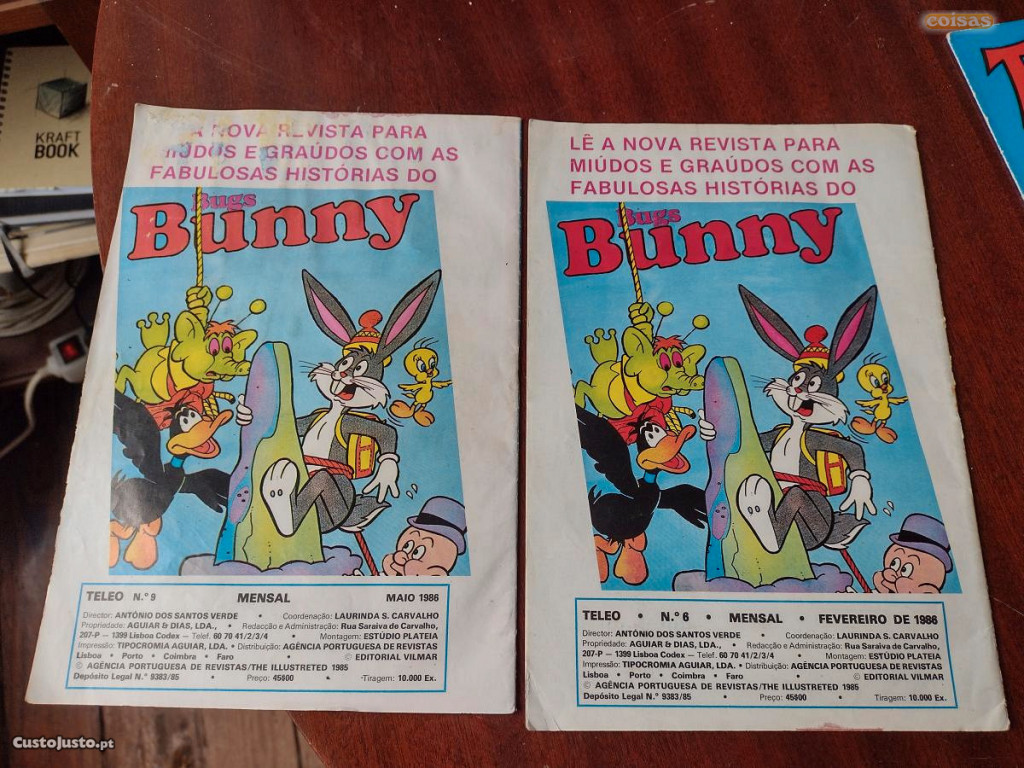 coisas
KRAFT
BOOK
A NOVA REVISTA PARA
MIÚDOS E GRAÚDOS COM AS
FABULOSAS HISTÓRIAS DO
Bugs
Bunny
TELEO N.º 9 MENSAL MAIO 1986
Director: ANTÓNIO DOS SANTOS VERDE • Coordenação: LAURINDA S. CARVALHO
Propriedade: AGUIAR & DIAS, LDA., • Redacção e Administração: Rua Saraiva de Carvalho,
207-P — 1399 Lisboa Codex — Telef. 60 70 41/2/3/4 • Montagem: ESTÚDIO PLATEIA
Impressão: TIPOCROMIA AGUIAR, LDA. • Distribuição: AGÊNCIA PORTUGUESA DE REVISTAS
Lisboa • Porto • Coimbra • Faro © EDITORIAL VILMAR
© AGÊNCIA PORTUGUESA DE REVISTAS/THE ILLUSTRETED 1985
Depósito Legal N.º 9383/85 • Preço: 45$00 • Tiragem: 10.000 Ex.
LÊ A NOVA REVISTA PARA
MIÚDOS E GRAÚDOS COM AS
FABULOSAS HISTÓRIAS DO
Bugs
Bunny
TELEO • N.º 6 • MENSAL • FEVEREIRO DE 1986
Director: ANTÓNIO DOS SANTOS VERDE • Coordenação: LAURINDA S. CARVALHO
Propriedade: AGUIAR & DIAS, LDA., • Redacção e Administração: Rua Saraiva de Carvalho,
207-P — 1399 Lisboa Codex — Telef. 60 70 41/2/3/4 • Montagem: ESTÚDIO PLATEIA
Impressão: TIPOCROMIA AGUIAR, LDA. • Distribuição: AGÊNCIA PORTUGUESA DE REVISTAS
Lisboa • Porto • Coimbra • Faro © EDITORIAL VILMAR
© AGÊNCIA PORTUGUESA DE REVISTAS/THE ILLUSTRETED 1985
Depósito Legal N.º 9383/85 • Preço: 45$00 • Tiragem: 10.000 Ex.
CustoJusto.pt